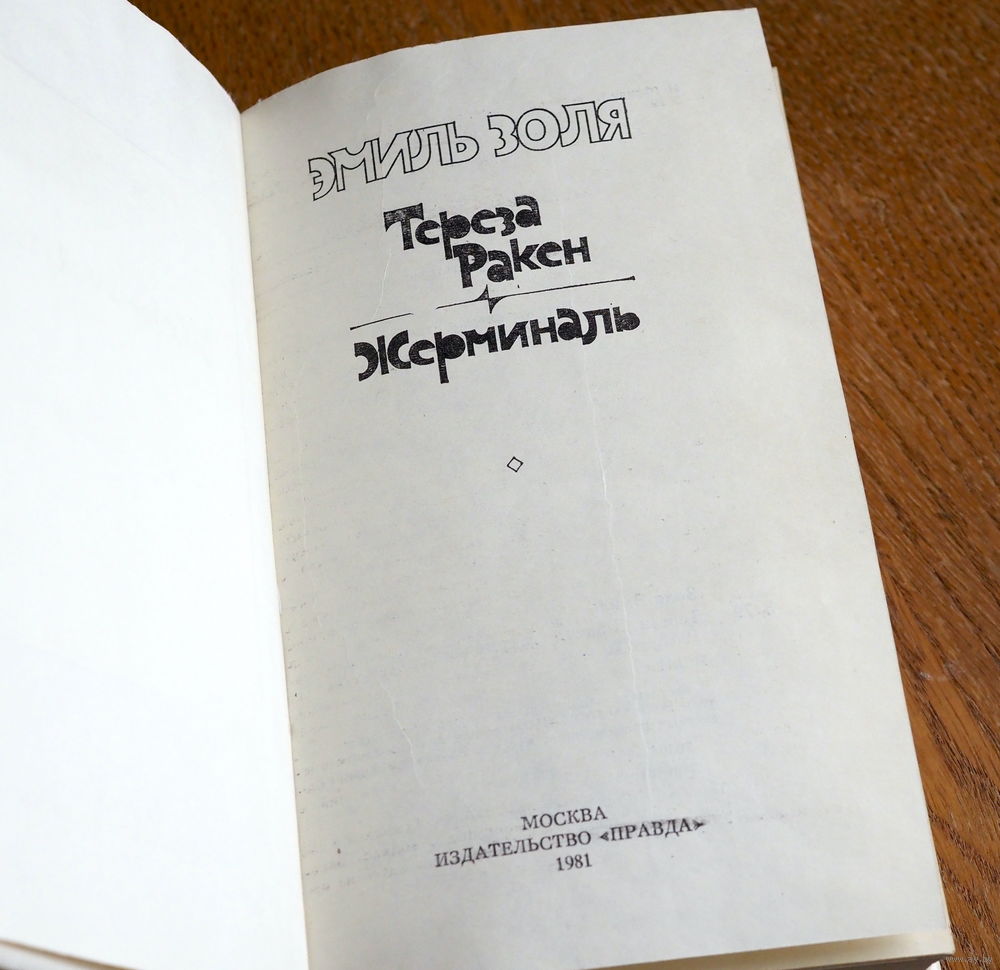 ЭМИЛЬ ЗОЛЯ
Тереза
Ракен
Жерминаль
МОСКВА
ИЗДАТЕЛЬСТВО «ПРАВДА»
1981